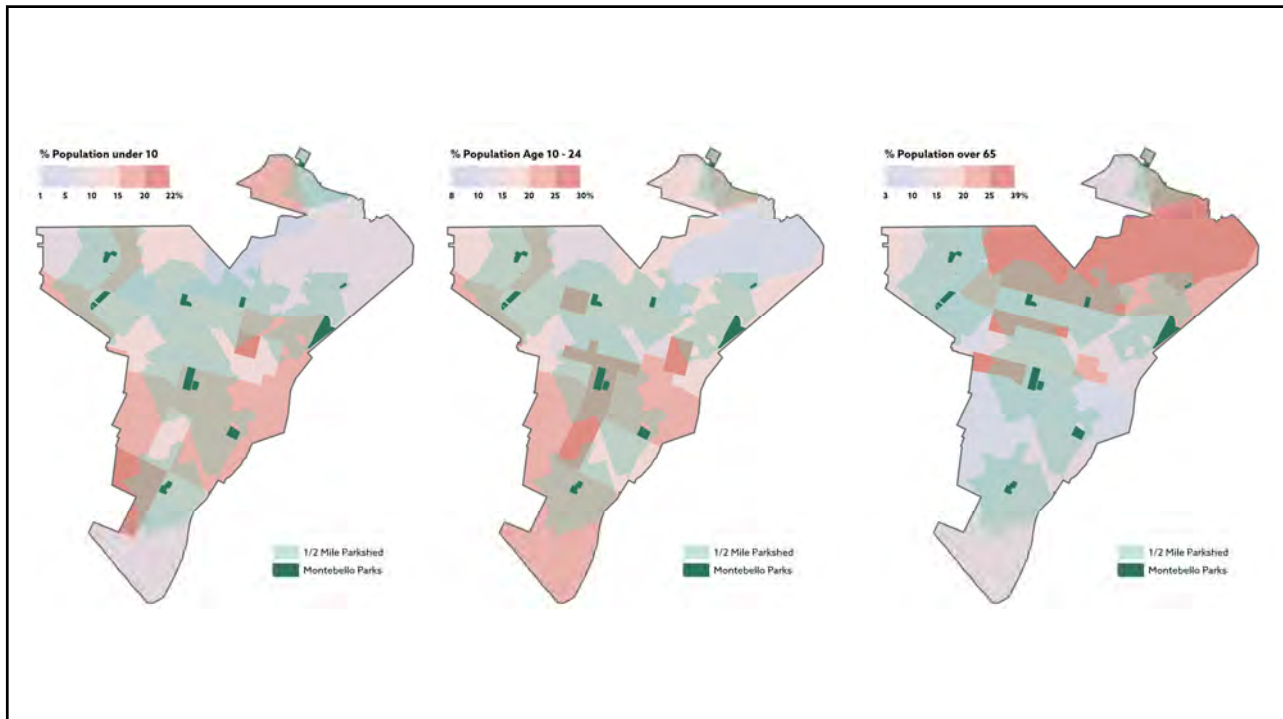 % Population under 10
1 5 10 15 20 22%
% Population Age 10 - 24
8 10 15 20 25 30%
% Population over 65
3 10 15 20 25 39%
1/2 Mile Parkshed
Montebello Parks
1/2 Mile Parkshed
Montebello Parks
1/2 Mile Parkshed
Montebello Parks